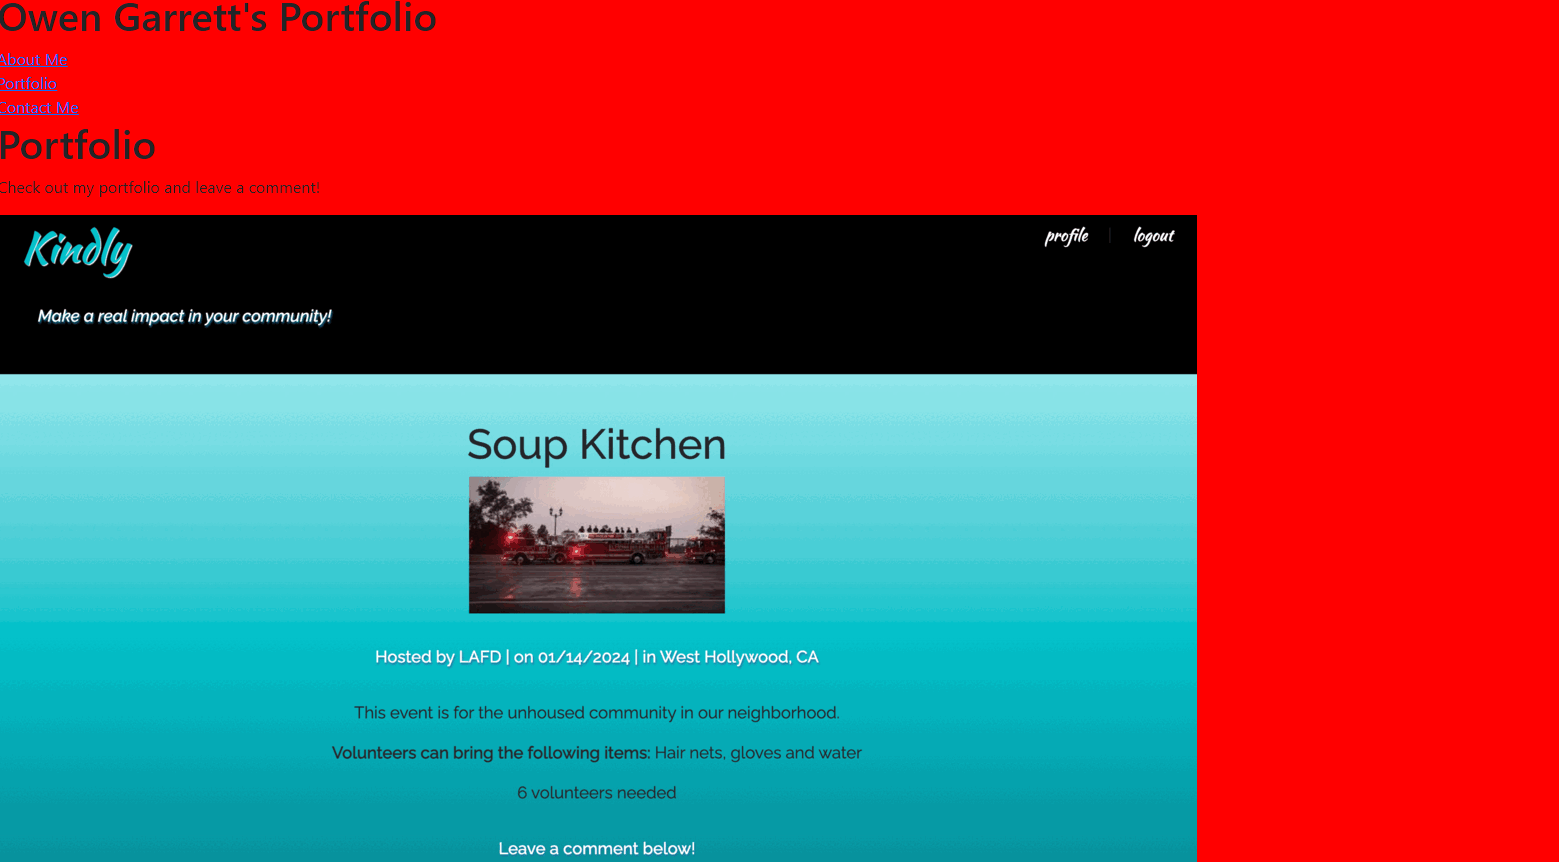 Owen Garrett's Portfolio
About Me
Portfolio
Contact Me
Portfolio
Check out my portfolio and leave a comment!
Kindly
profile | logout
Make a real impact in your community!
Soup Kitchen
Hosted by LAFD | on 01/14/2024 | in West Hollywood, CA
This event is for the unhoused community in our neighborhood.
Volunteers can bring the following items: Hair nets, gloves and water
6 volunteers needed
Leave a comment below!